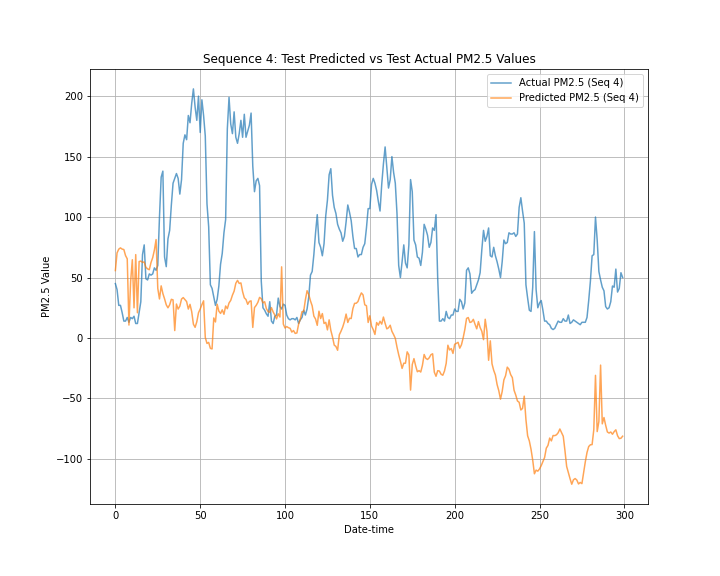 Sequence 4: Test Predicted vs Test Actual PM2.5 Values
Actual PM2.5 (Seq 4)
Predicted PM2.5 (Seq 4)
PM2.5 Value
200
150
100
50
0
−50
−100
0 50 100 150 200 250 300
Date-time